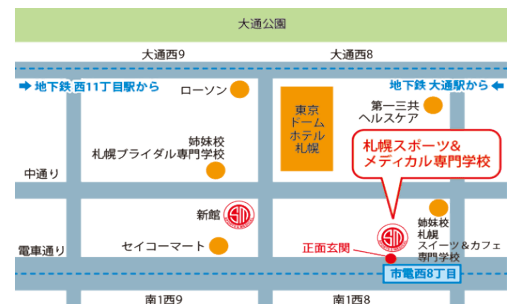 大通公園
大通西9
大通西8
地下鉄 西11丁目駅から
地下鉄 大通駅から
ローソン
東京
ドーム
ホテル
札幌
第一三共
ヘルスケア
姉妹校
札幌ブライダル専門学校
札幌スポーツ&
メディカル専門学校
中通り
新館
姉妹校
札幌
スイーツ&カフェ
専門学校
電車通り
セイコーマート
正面玄関
市電西8丁目
南1西9
南1西8